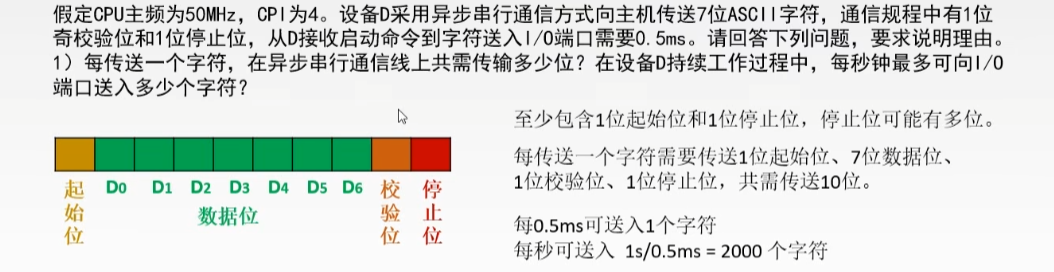 假定CPU主频为50MHz，CPI为4。设备D采用异步串行通信方式向主机传送7位ASCII字符，通信规程中有1位
奇校验位和1位停止位，从D接收启动命令到字符送入I/O端口需要0.5ms。请回答下列问题，要求说明理由。
1）每传送一个字符，在异步串行通信线上共需传输多少位？在设备D持续工作过程中，每秒钟最多可向I/O
端口送入多少个字符？
至少包含1位起始位和1位停止位，停止位可能有多位。
每传送一个字符需要传送1位起始位、7位数据位、
1位校验位、1位停止位，共需传送10位。
每0.5ms可送入1个字符
每秒可送入 1s/0.5ms = 2000 个字符
起始位
D0 D1 D2 D3 D4 D5 D6
数据位
校验位
停止位